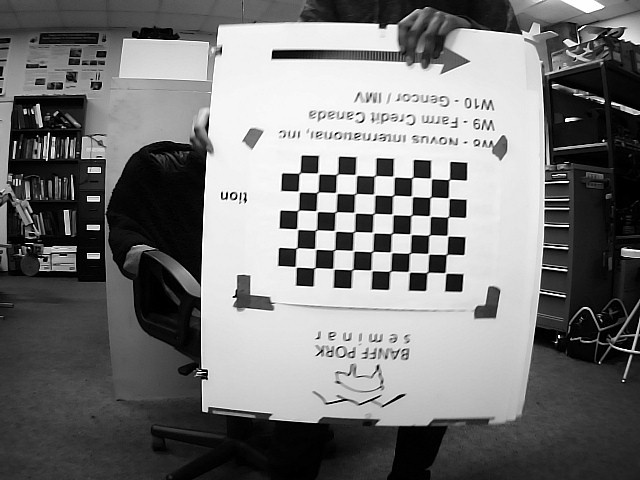 BANFF PORK
seminar
tion
W8 - Novus International, Inc
W9 - Farm Credit Canada
W10 - Gencor / IMV